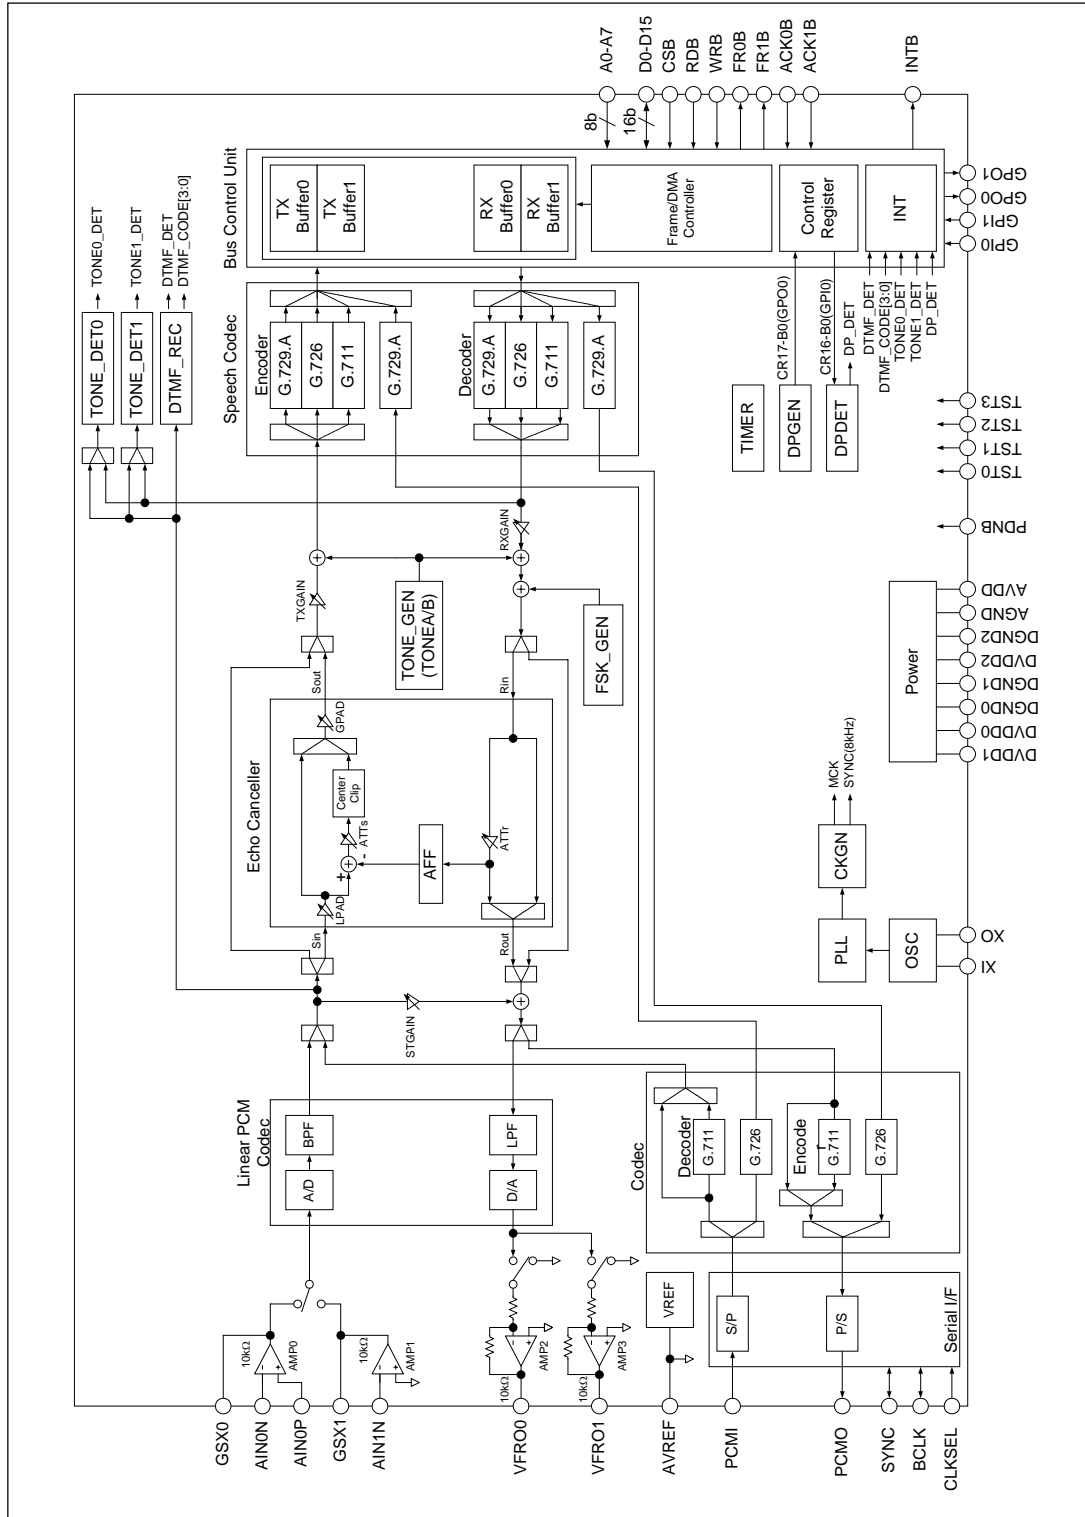 GSX0
AIN0N
AIN0P
GSX1
AIN1N
VFRO0
VFRO1
AVREF
PCMI
PCMO
SYNC
BCLK
CLKSEL
10kΩ
AMP0
10kΩ
AMP1
10kΩ
AMP2
10kΩ
AMP3
VREF
S/P
P/S
Serial I/F
Linear PCM
Codec
A/D
BPF
D/A
LPF
Codec
Decoder
G.711
G.726
Encode
r
G.711
G.726
STGAIN
Echo Canceller
Sin
LPAD
+
-
ATTs
Center
Clip
GPAD
Sout
AFF
ATTr
Rout
Rin
TXGAIN
TONE_GEN
(TONEA/B)
RXGAIN
FSK_GEN
TONE_DET0
TONE0_DET
TONE_DET1
TONE1_DET
DTMF_REC
DTMF_DET
DTMF_CODE[3:0]
Speech Codec
Encoder
G.729.A
G.726
G.711
G.729.A
Decoder
G.729.A
G.726
G.711
G.729.A
Bus Control Unit
TX
Buffer0
TX
Buffer1
RX
Buffer0
RX
Buffer1
Frame/DMA
Controller
Control
Register
INT
8b
16b
A0-A7
D0-D15
CSB
RDB
WRB
FR0B
FR1B
ACK0B
ACK1B
INTB
TIMER
DPGEN
CR17-B0(GPO0)
DPDET
CR16-B0(GPI0)
DP_DET
DTMF_DET
DTMF_CODE[3:0]
TONE0_DET
TONE1_DET
DP_DET
GPO1
GPO0
GPI1
GPI0
TST3
TST2
TST1
TST0
PDNB
Power
AVDD
AGND
DGND2
DVDD2
DGND1
DGND0
DVDD0
DVDD1
CKGN
MCK
SYNC(8kHz)
PLL
OSC
XO
XI